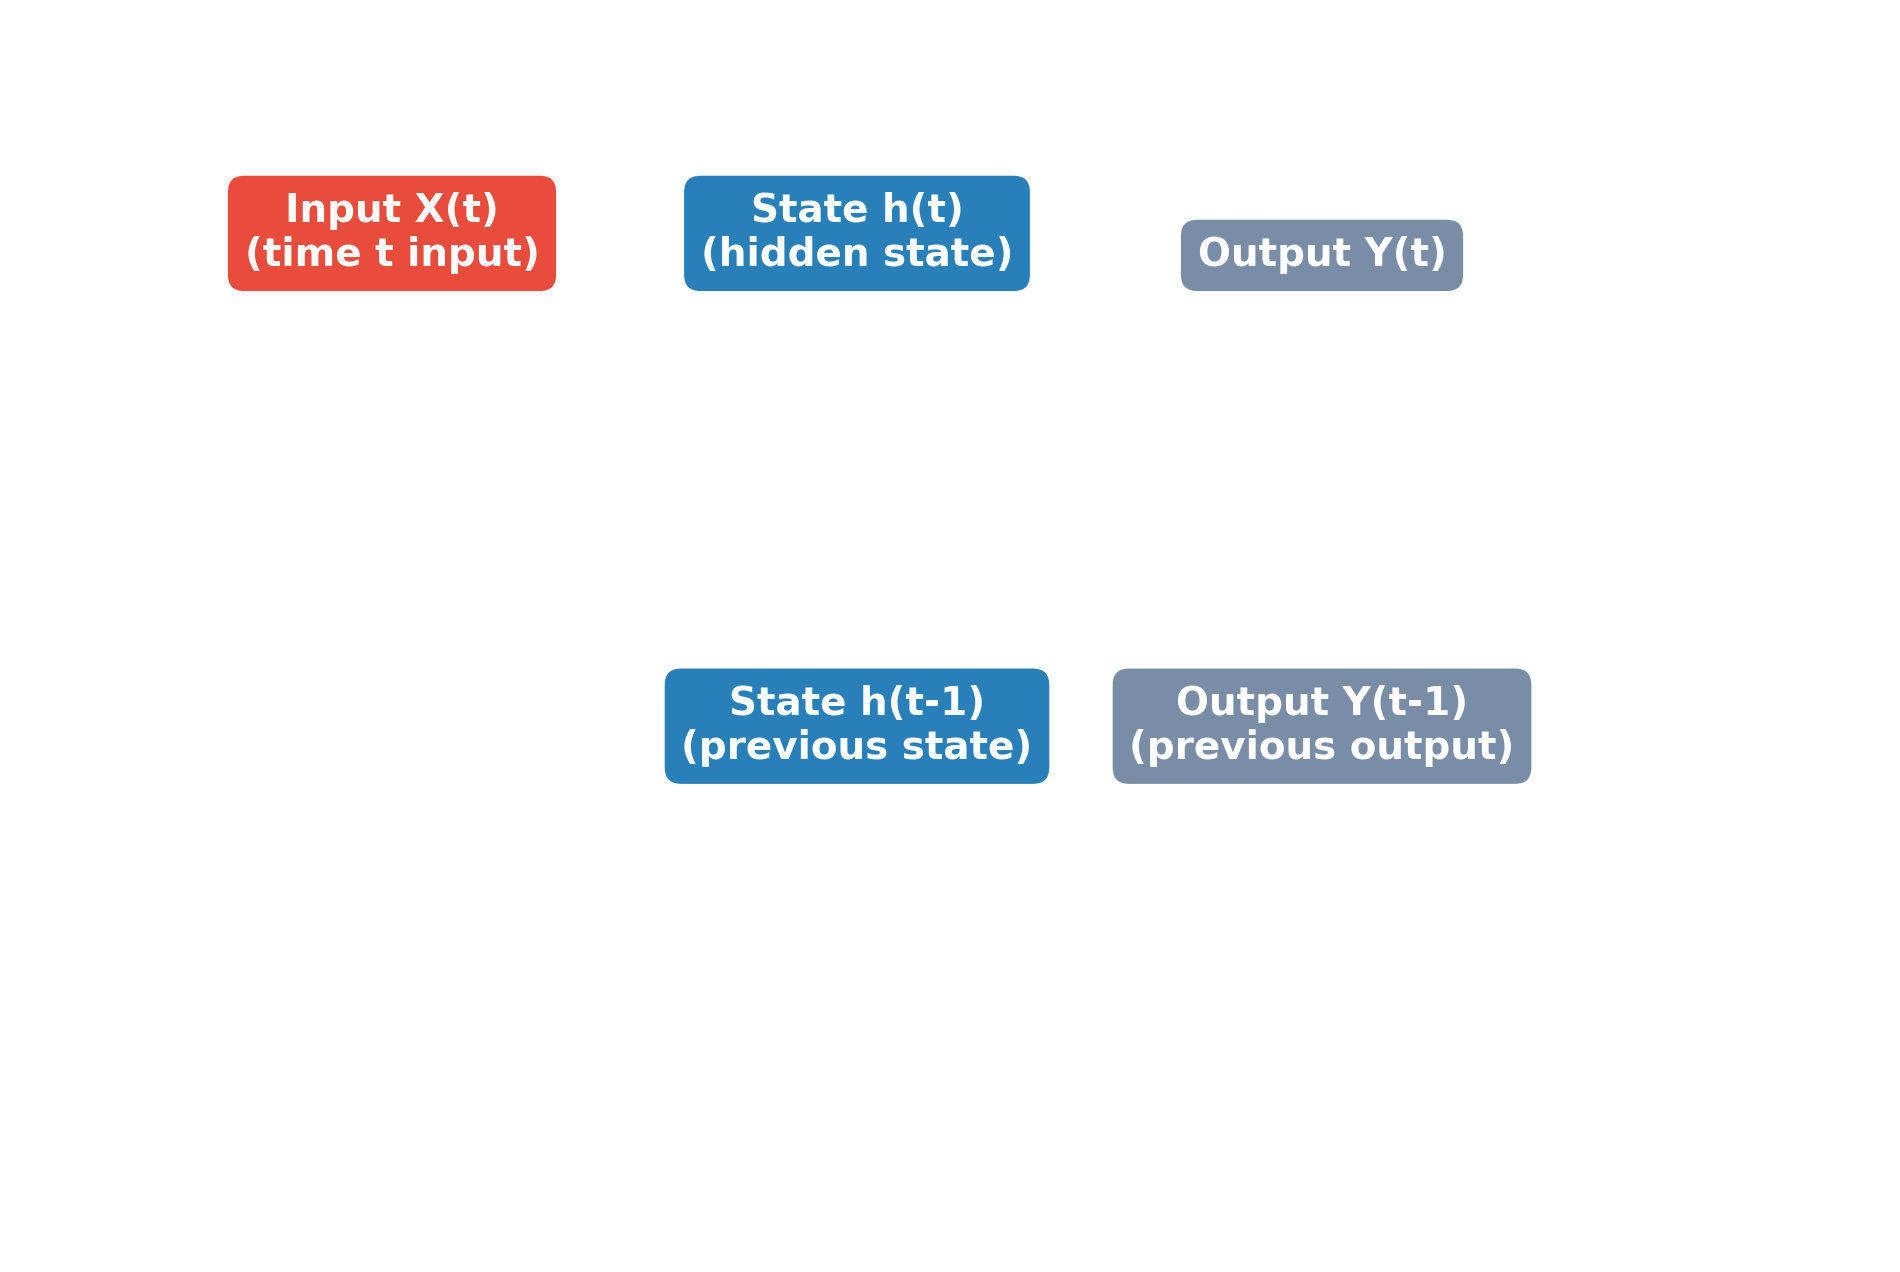 Input X(t)
(time t input)
State h(t)
(hidden state)
Output Y(t)
State h(t-1)
(previous state)
Output Y(t-1)
(previous output)